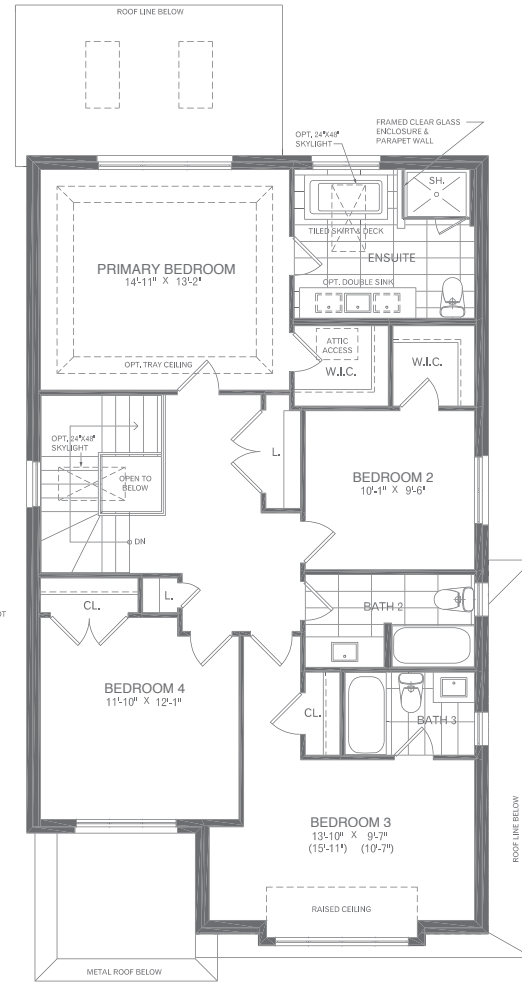 ROOF LINE BELOW
OPT. 24"X48"
SKYLIGHT
FRAMED CLEAR GLASS
ENCLOSURE &
PARAPET WALL
SH.
TILED SKIRT & DECK
ENSUITE
PRIMARY BEDROOM
14'-11" X 13'-2"
OPT. DOUBLE SINK
OPT. TRAY CEILING
ATTIC
ACCESS
W.I.C.
W.I.C.
OPT. 24"X48"
SKYLIGHT
OPEN TO
BELOW
L.
BEDROOM 2
10'-1" X 9'-6"
DN
CL.
L.
BATH 2
OT
BEDROOM 4
11'-10" X 12'-1"
CL.
BATH 3
BEDROOM 3
13'-10" X 9'-7"
(15'-11") (10'-7")
ROOF LINE BELOW
RAISED CEILING
METAL ROOF BELOW